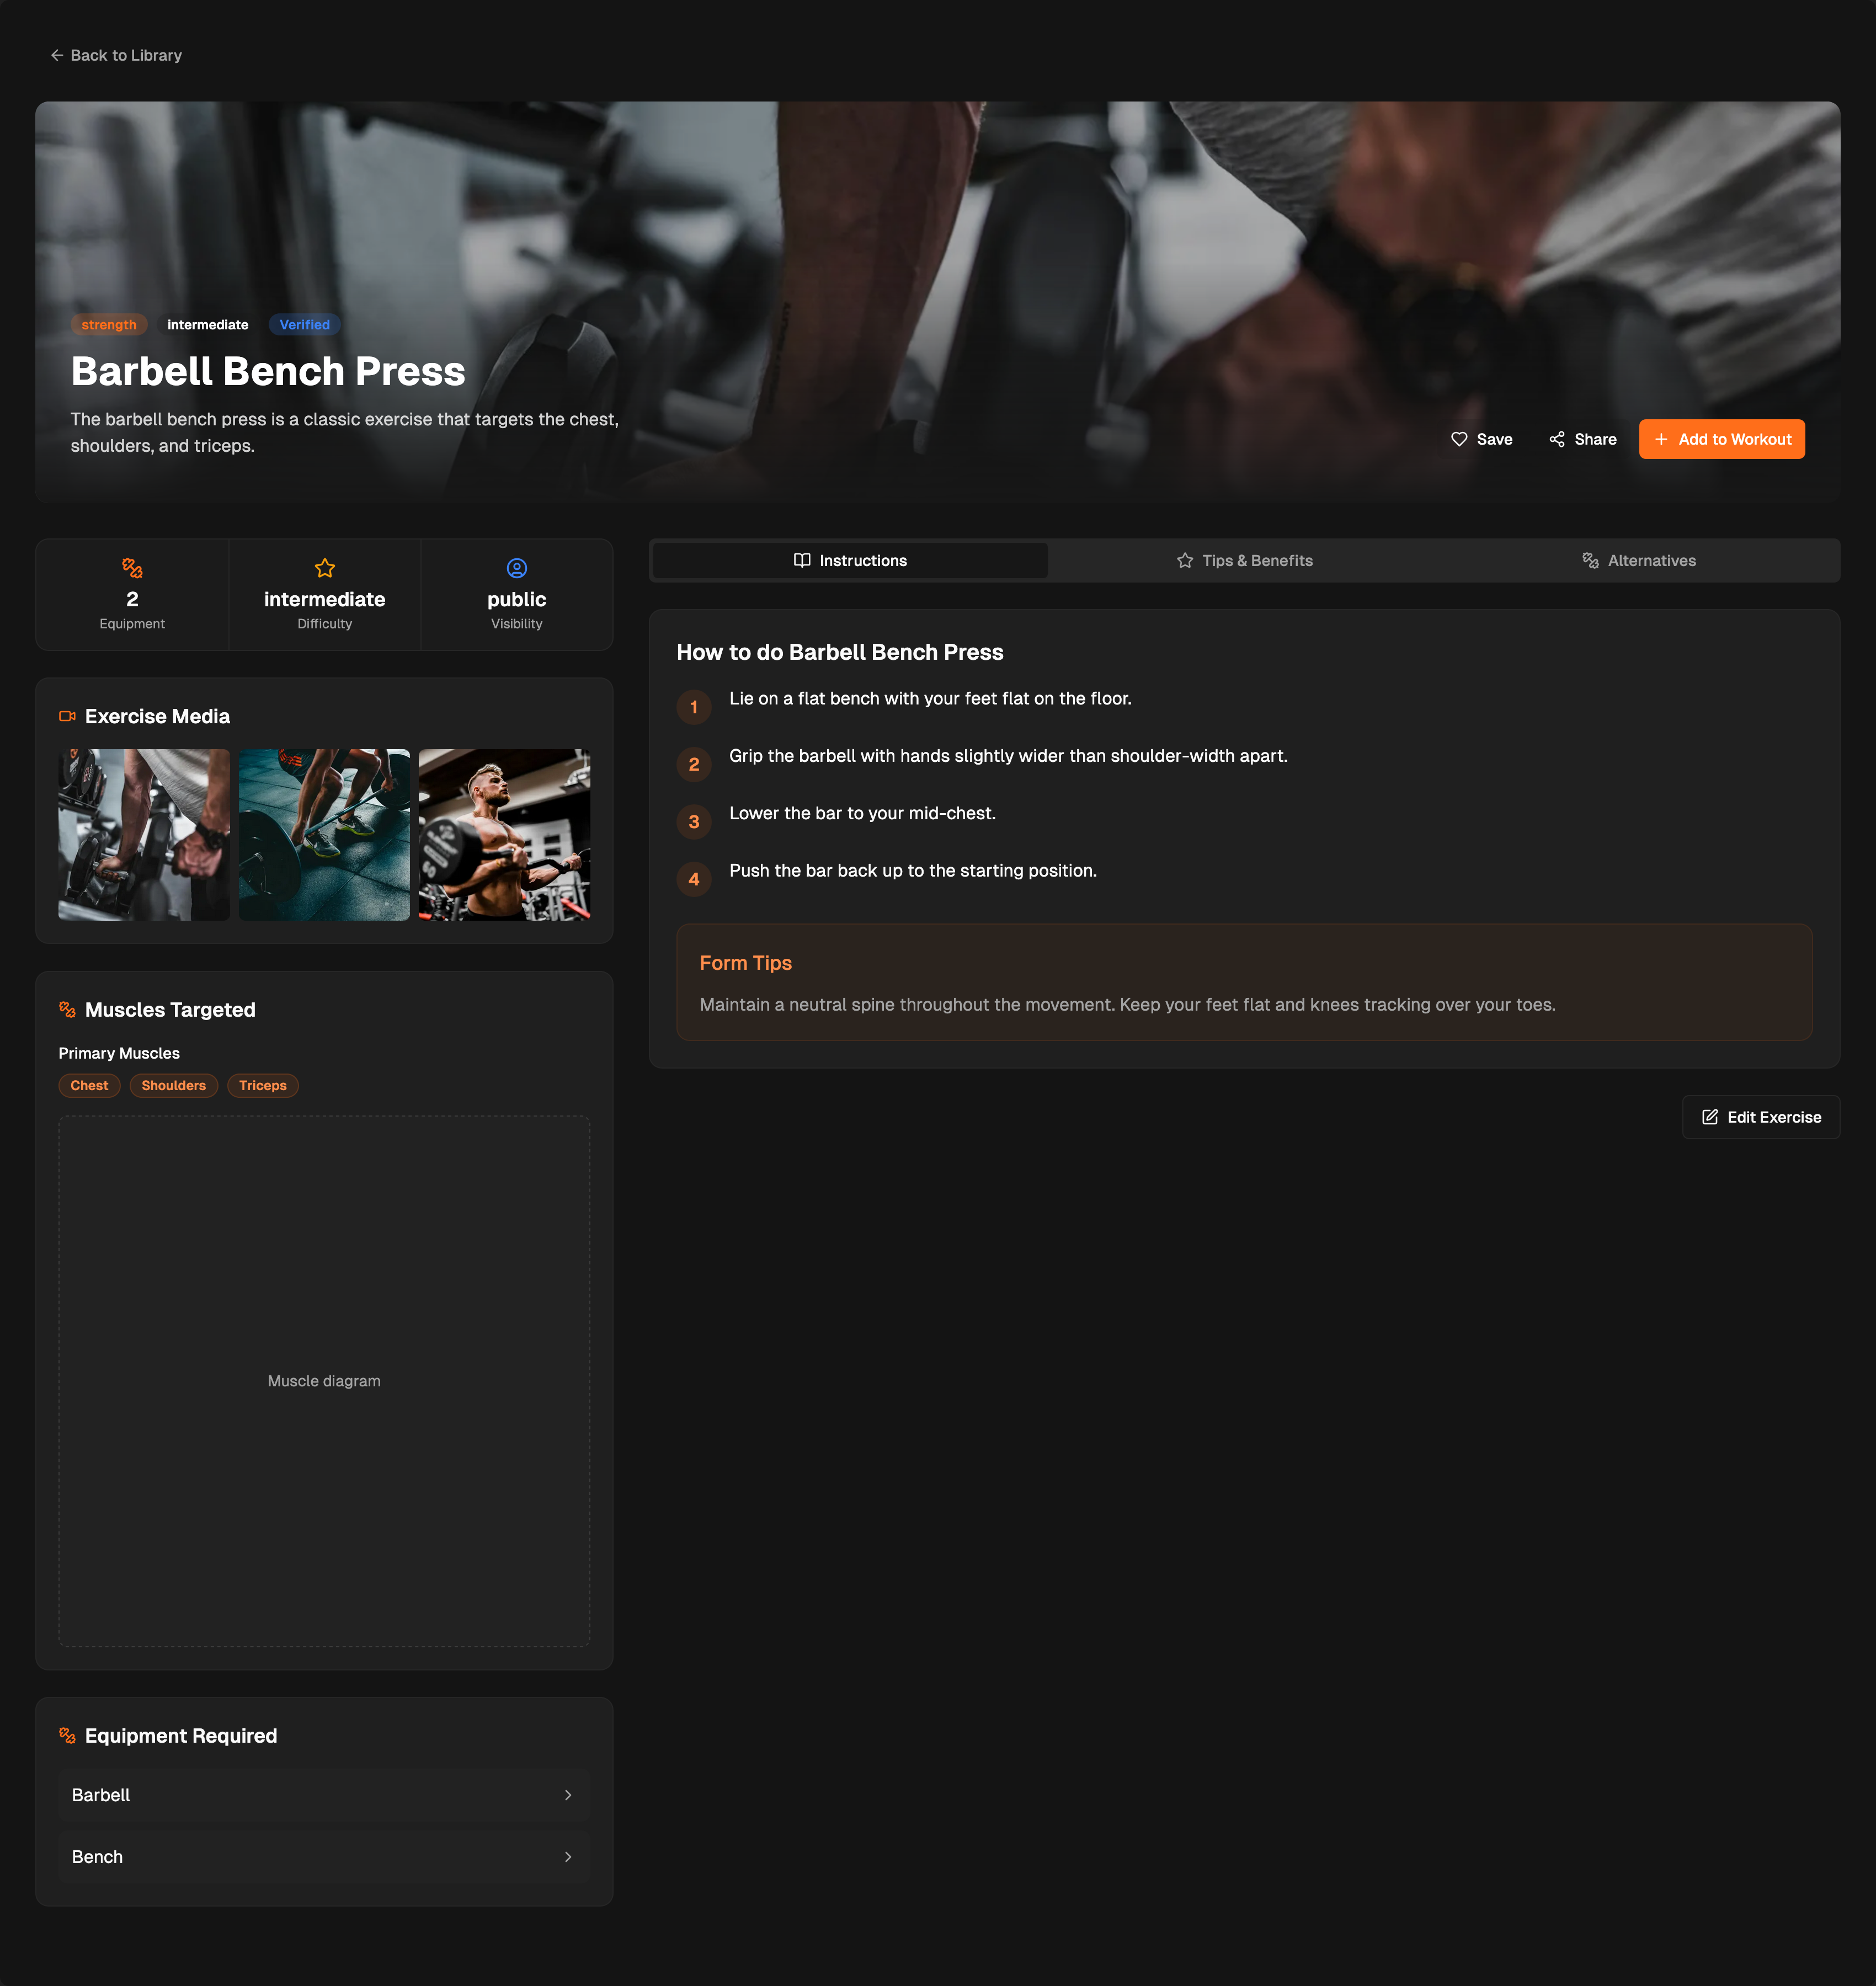 Back to Library
strength intermediate Verified
Barbell Bench Press
The barbell bench press is a classic exercise that targets the chest,
shoulders, and triceps.
Save Share Add to Workout
2 intermediate public
Equipment Difficulty Visibility
Exercise Media
Muscles Targeted
Primary Muscles
Chest Shoulders Triceps
Muscle diagram
Equipment Required
Barbell
Bench
Instructions Tips & Benefits Alternatives
How to do Barbell Bench Press
1 Lie on a flat bench with your feet flat on the floor.
2 Grip the barbell with hands slightly wider than shoulder-width apart.
3 Lower the bar to your mid-chest.
4 Push the bar back up to the starting position.
Form Tips
Maintain a neutral spine throughout the movement. Keep your feet flat and knees tracking over your toes.
Edit Exercise